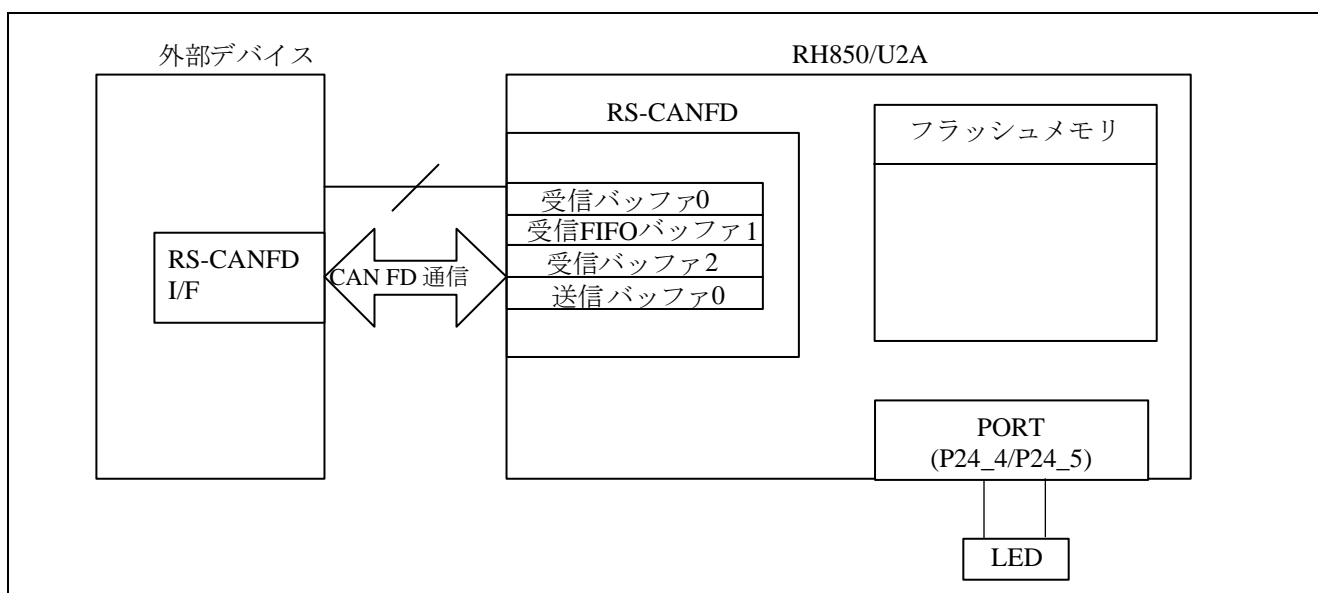 外部デバイス
RH850/U2A
RS-CANFD
フラッシュメモリ
受信バッファ0
受信FIFOバッファ1
受信バッファ2
送信バッファ0
RS-CANFD
I/F
CAN FD 通信
PORT
(P24_4/P24_5)
LED